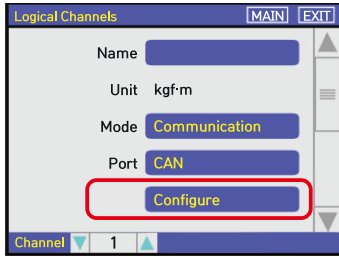 Logical Channels MAIN EXIT
Name
Unit kgf·m
Mode Communication
Port CAN
Configure
Channel 1